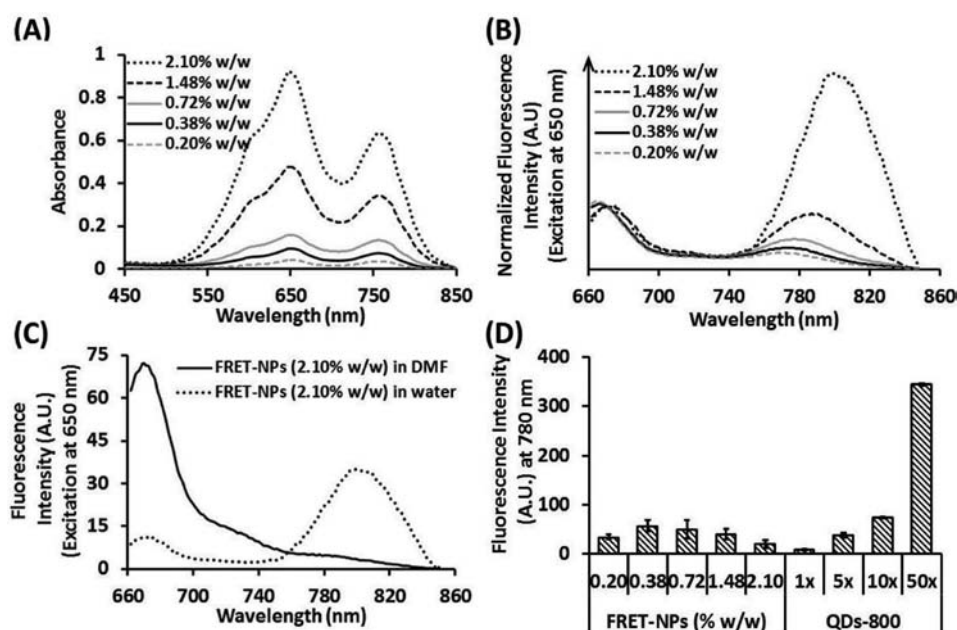 (A)
1
0.8
0.6
0.4
0.2
0
Absorbance
2.10% w/w
1.48% w/w
0.72% w/w
0.38% w/w
0.20% w/w
450 550 650 750 850
Wavelength (nm)
(B)
Normalized Fluorescence
Intensity (A.U)
(Excitation at 650 nm)
2.10% w/w
1.48% w/w
0.72% w/w
0.38% w/w
0.20% w/w
660 700 740 780 820 860
Wavelength (nm)
(C)
75
60
45
30
15
0
Fluorescence
Intensity (A.U.)
(Excitation at 650 nm)
FRET-NPs (2.10% w/w) in DMF
FRET-NPs (2.10% w/w) in water
660 700 740 780 820 860
Wavelength (nm)
(D)
400
300
200
100
0
Fluorescence Intensity
(A.U.) at 780 nm
0.20 0.38 0.72 1.48 2.10 1x 5x 10x 50x
FRET-NPs (% w/w) QDs-800